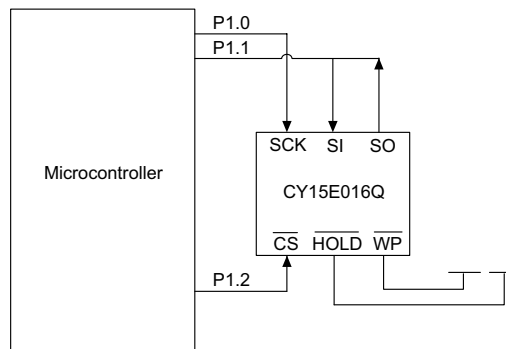 P1.0
P1.1
SCK SI SO
Microcontroller
CY15E016Q
CS HOLD WP
P1.2